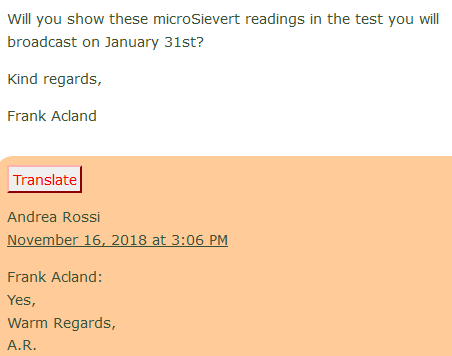 Will you show these microSievert readings in the test you will
broadcast on January 31st?
Kind regards,
Frank Acland
Translate
Andrea Rossi
November 16, 2018 at 3:06 PM
Frank Acland:
Yes,
Warm Regards,
A.R.